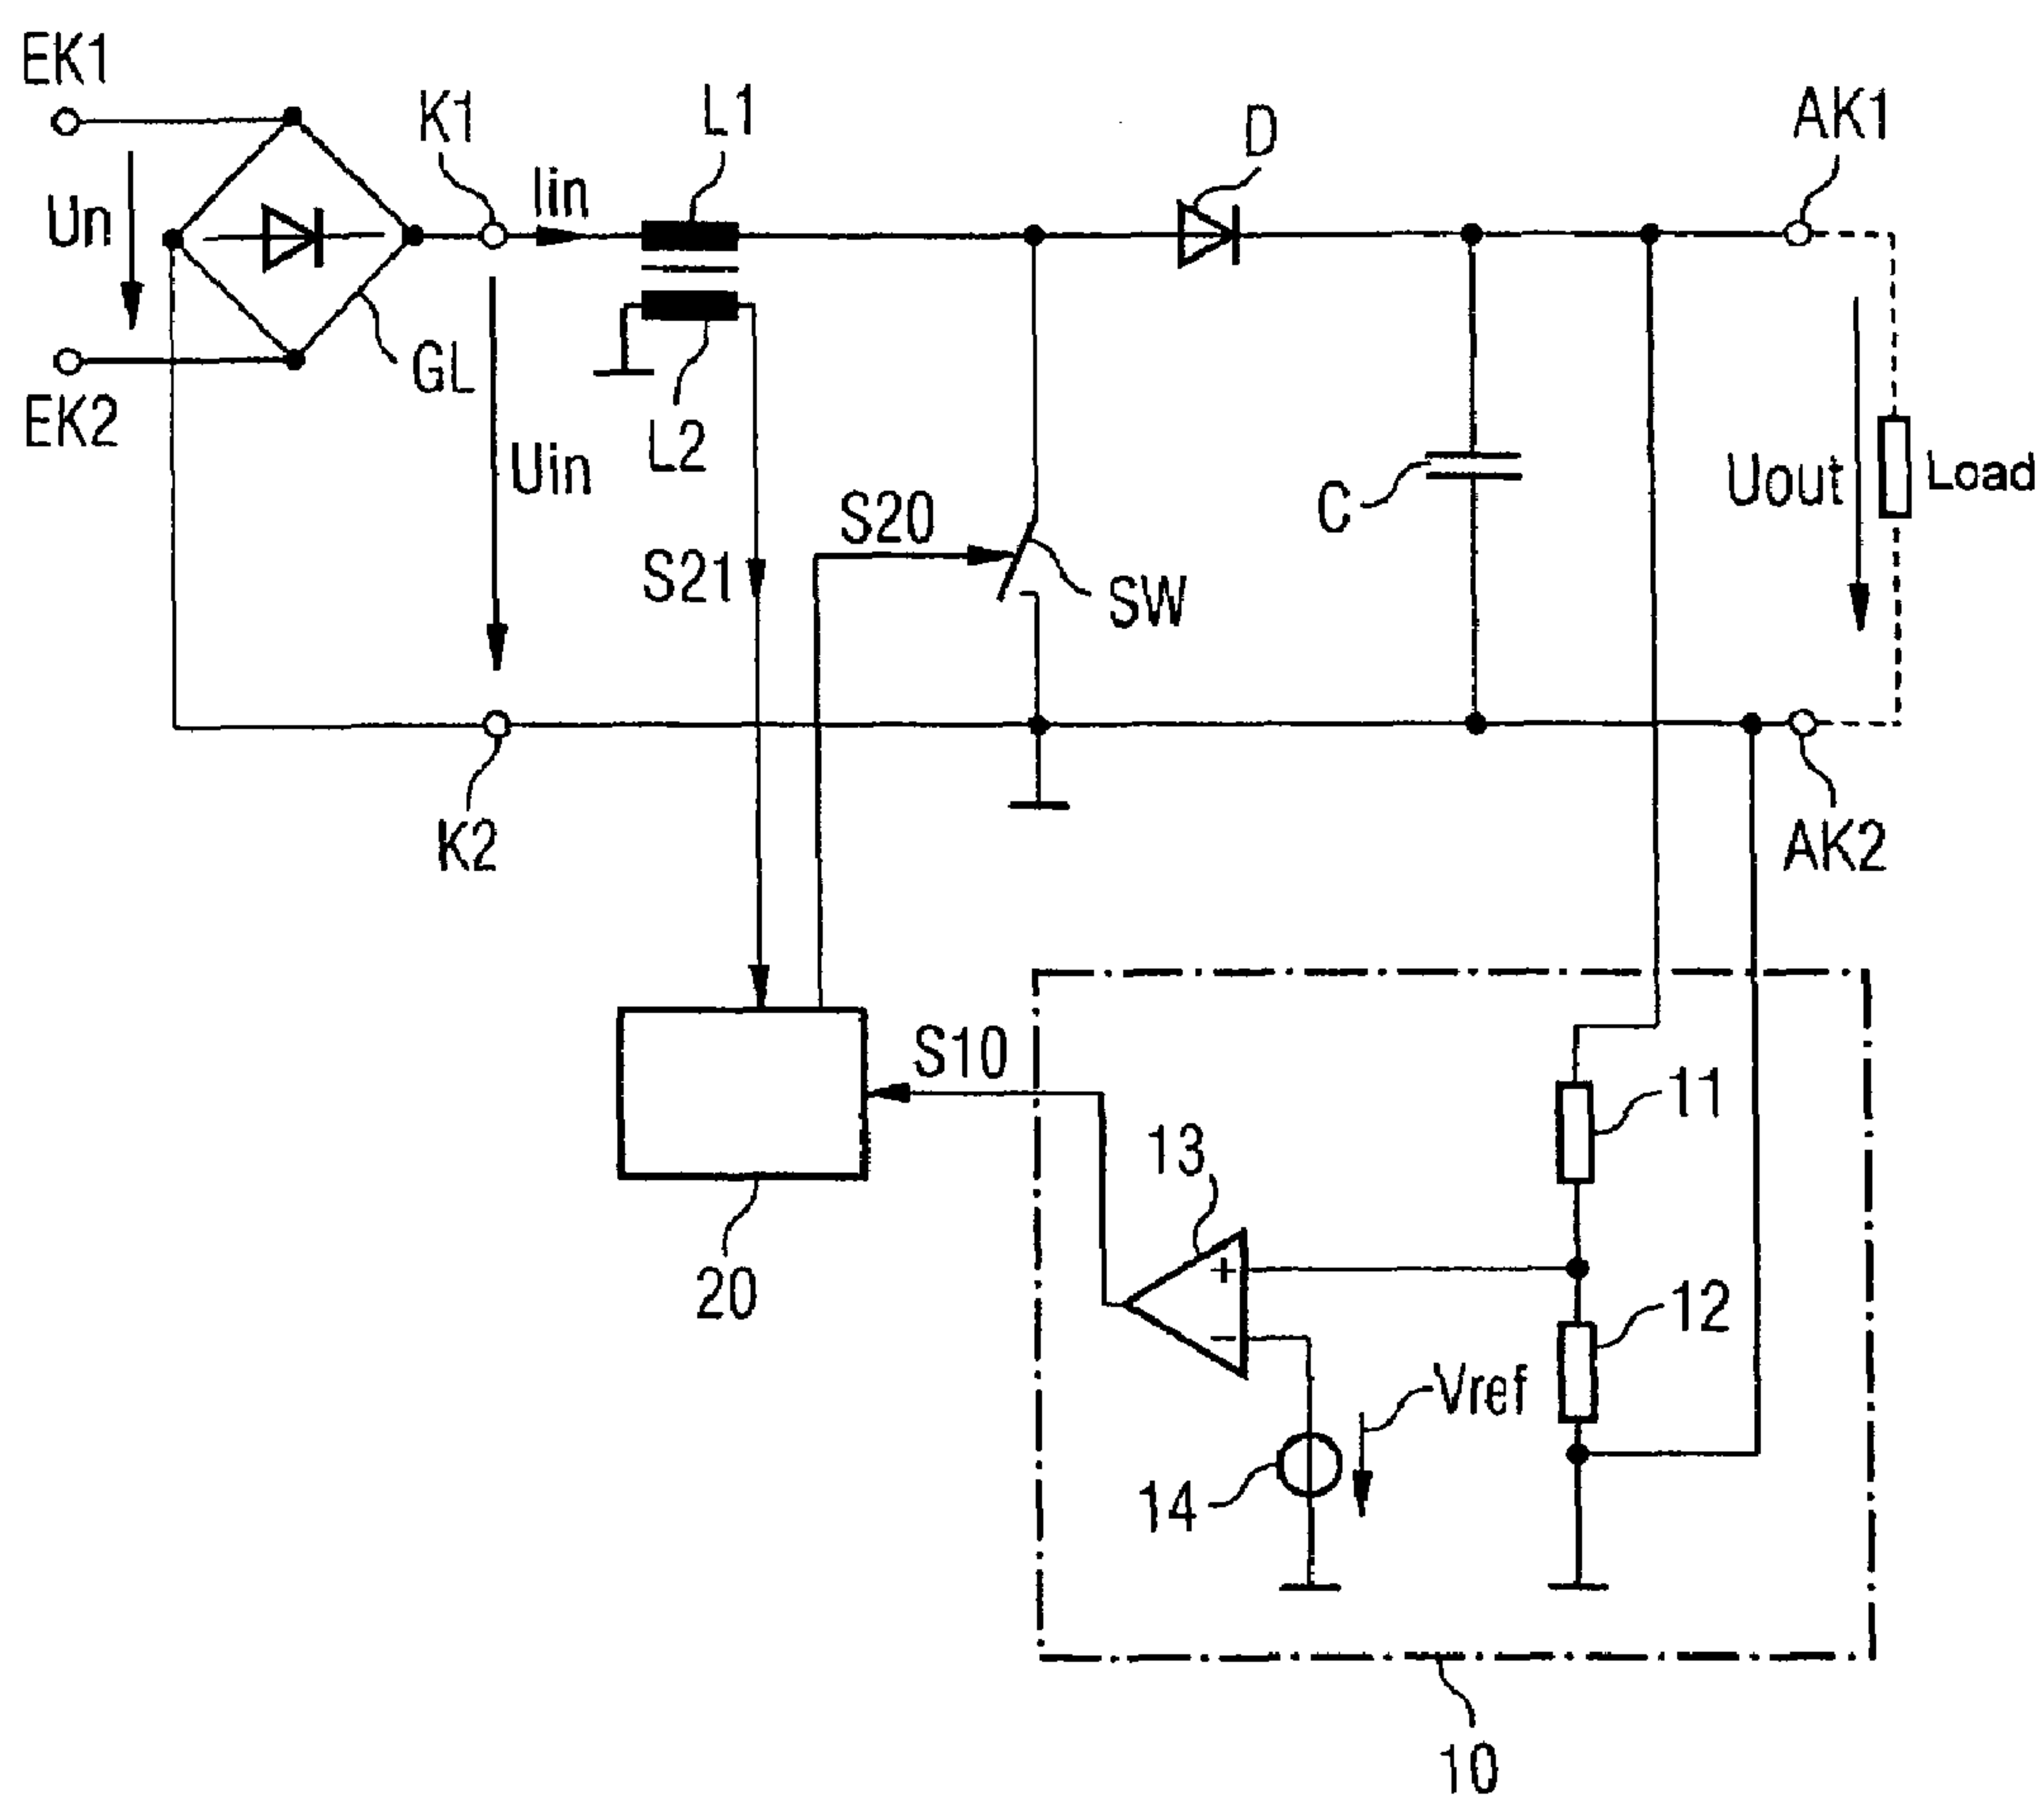 EK1
K1
L1
D
AK1
Iin
Un
GL
EK2
Uin
L2
S20
S21
SW
C
Uout
Load
K2
AK2
S10
11
13
+
20
12
−
Vref
14
10